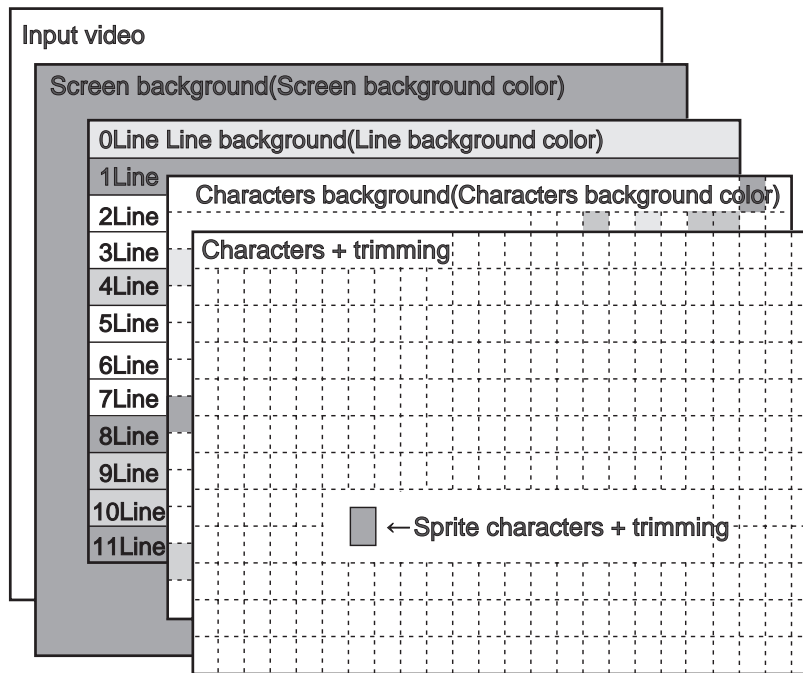 Input video
Screen background(Screen background color)
0Line Line background(Line background color)
1Line
Characters background(Characters background color)
2Line
3Line
Characters + trimming
4Line
5Line
6Line
7Line
8Line
9Line
10Line
←Sprite characters + trimming
11Line